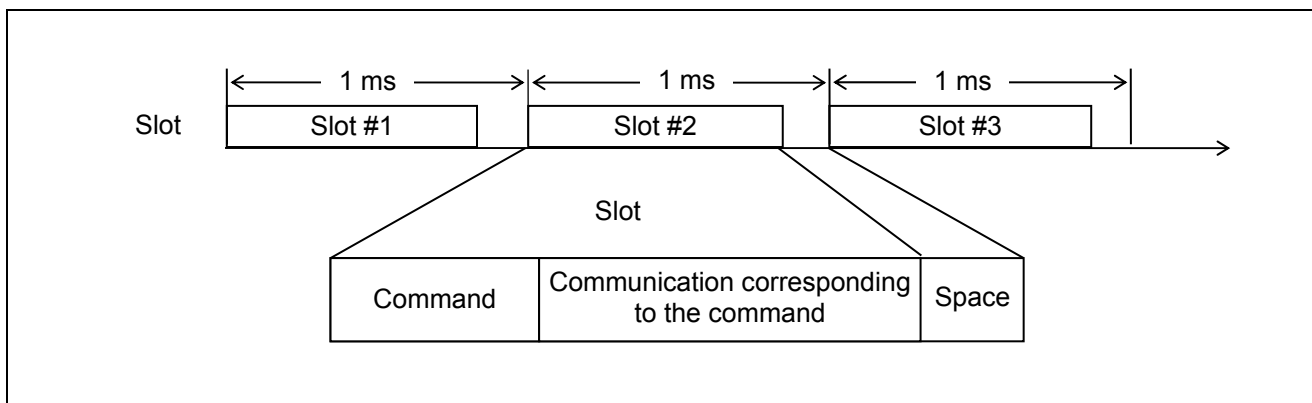 1 ms 1 ms 1 ms
Slot Slot #1 Slot #2 Slot #3
Slot
Command Communication corresponding to the command Space